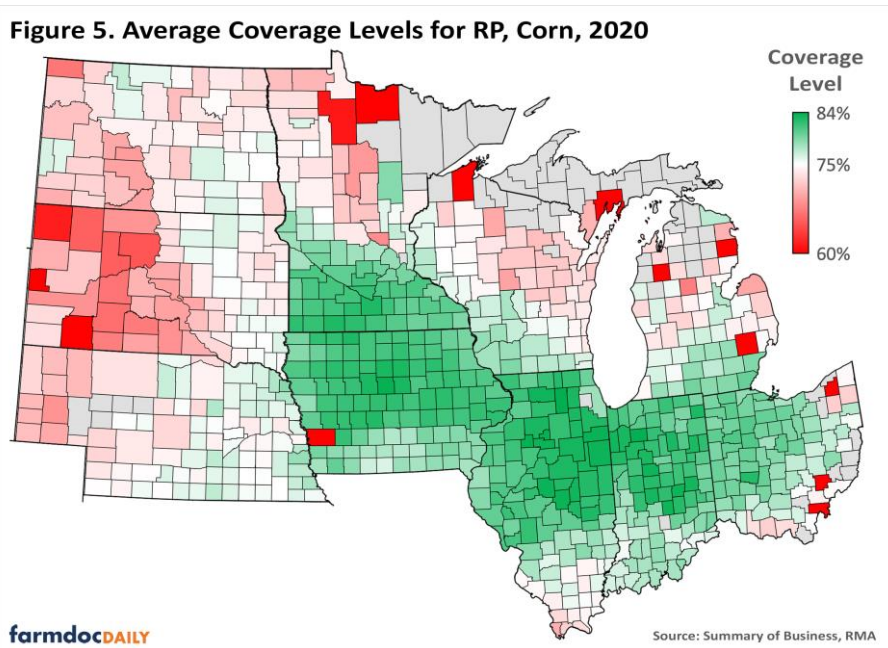 Figure 5. Average Coverage Levels for RP, Corn, 2020
Coverage
Level
84%
75%
60%
farmdocDAILY
Source: Summary of Business, RMA